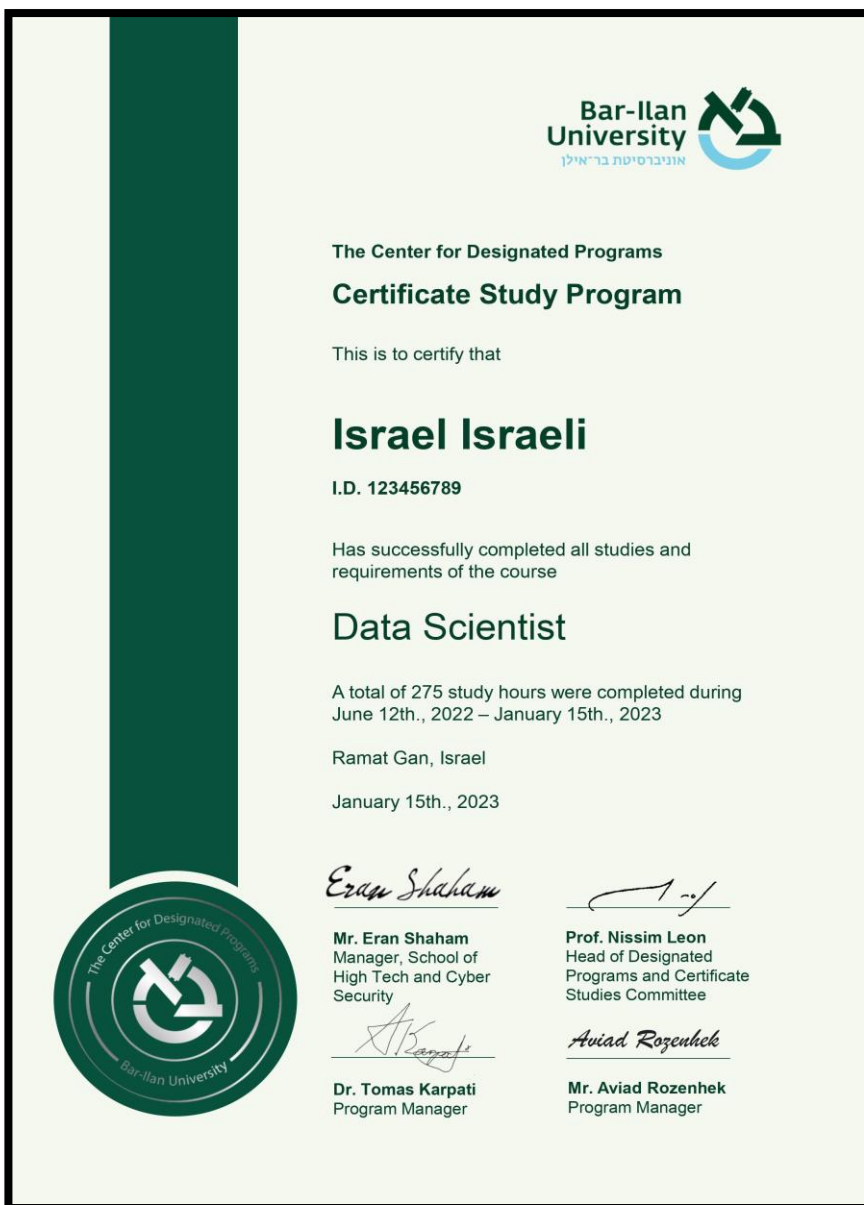 Bar-Ilan
University
אוניברסיטת בר־אילן
The Center for Designated Programs
Certificate Study Program
This is to certify that
Israel Israeli
I.D. 123456789
Has successfully completed all studies and
requirements of the course
Data Scientist
A total of 275 study hours were completed during
June 12th., 2022 – January 15th., 2023
Ramat Gan, Israel
January 15th., 2023
Eran Shaham
Mr. Eran Shaham
Manager, School of
High Tech and Cyber
Security
Prof. Nissim Leon
Head of Designated
Programs and Certificate
Studies Committee
A Karpati
Dr. Tomas Karpati
Program Manager
Aviad Rozenhek
Mr. Aviad Rozenhek
Program Manager
The Center for Designated Programs
Bar-Ilan University